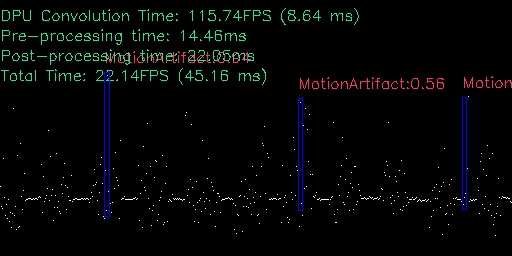 DPU Convolution Time: 115.74FPS (8.64 ms)
Pre-processing time: 14.46ms
Post-processing time: 22.05ms
Total Time: 22.14FPS (45.16 ms)
MotionArtifact:0.56
Motion